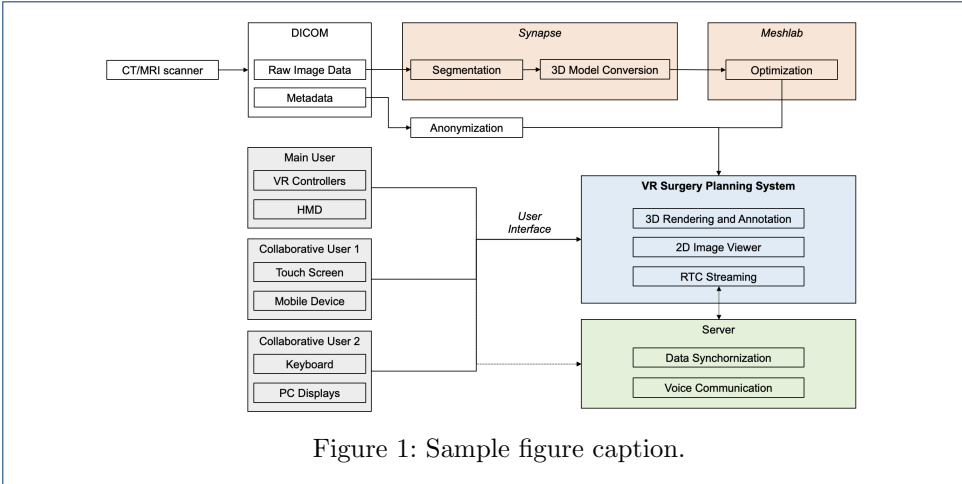 DICOM
Synapse
Meshlab
CT/MRI scanner
Raw Image Data
Segmentation
3D Model Conversion
Optimization
Metadata
Anonymization
Main User
VR Controllers
HMD
User
Interface
VR Surgery Planning System
3D Rendering and Annotation
2D Image Viewer
RTC Streaming
Collaborative User 1
Touch Screen
Mobile Device
Collaborative User 2
Keyboard
PC Displays
Server
Data Synchornization
Voice Communication
Figure 1: Sample figure caption.